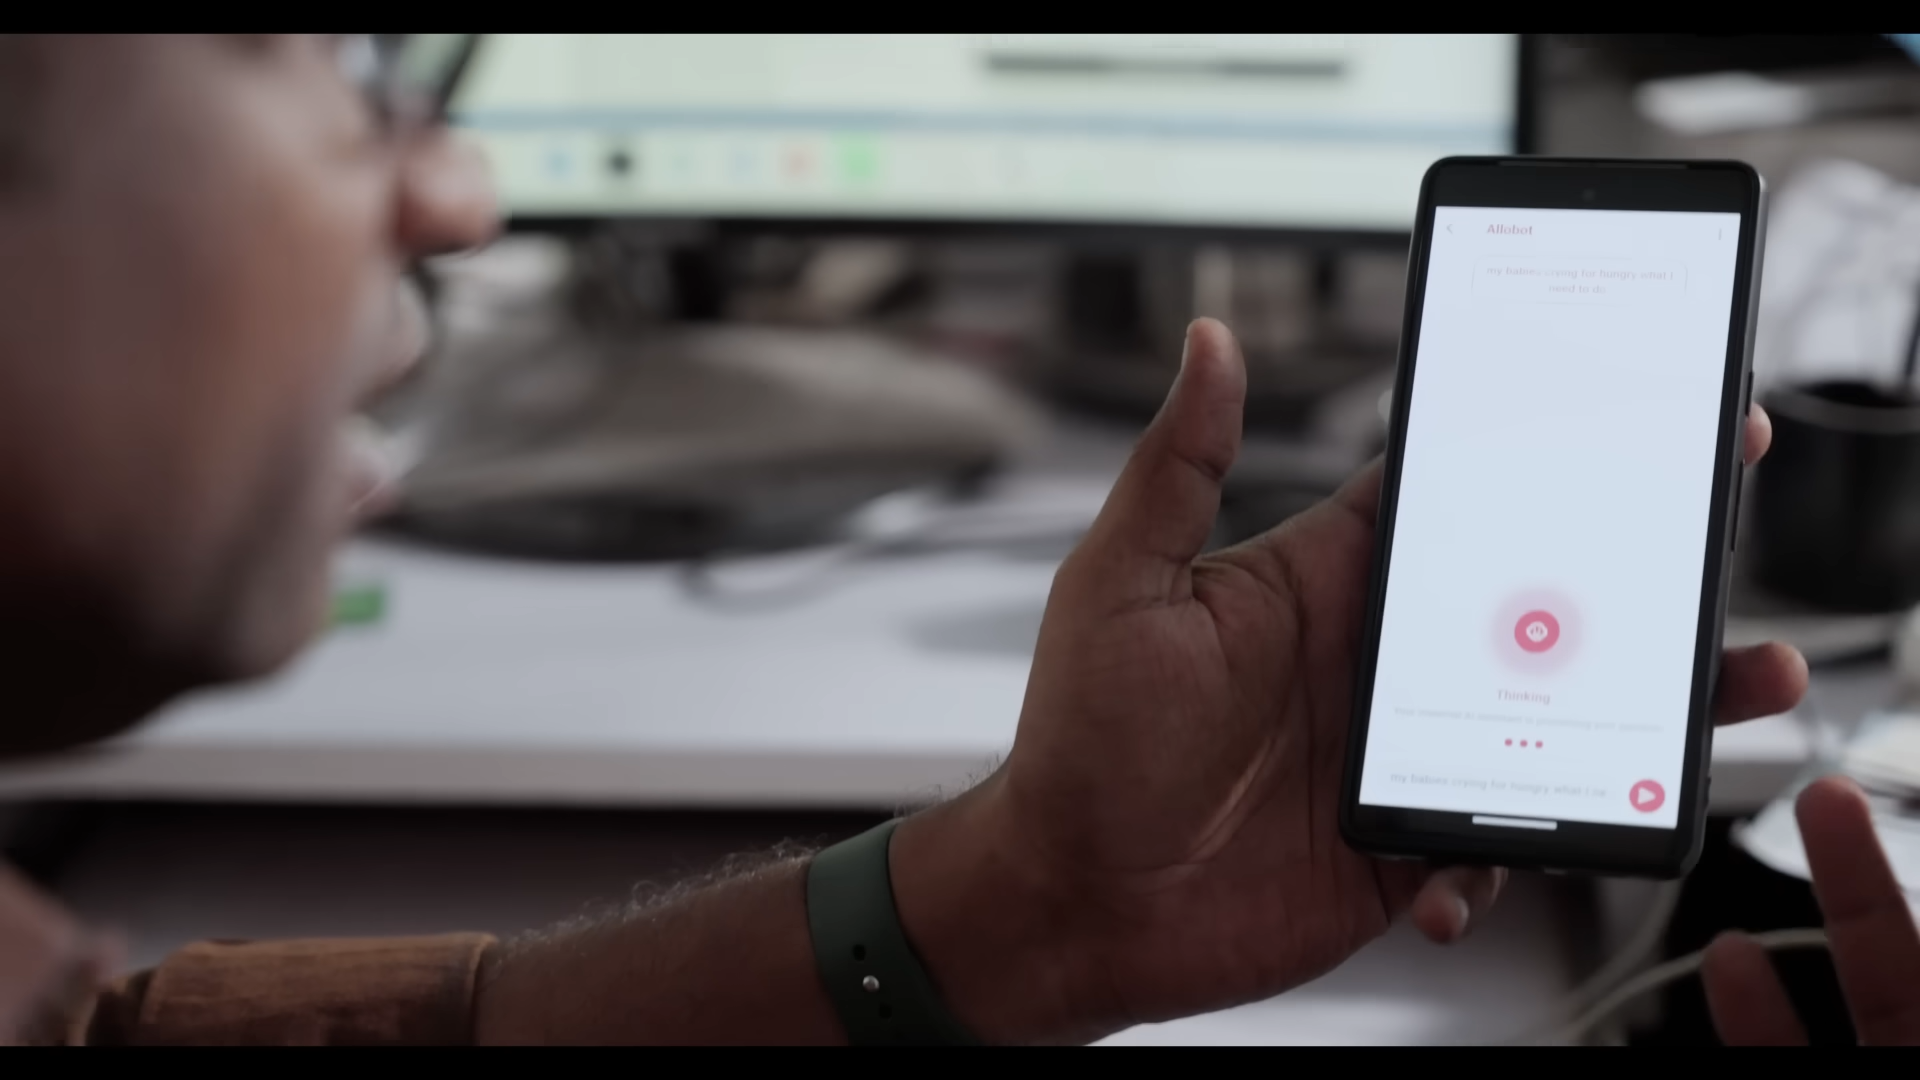 Allobot
my babies crying for hungry what I
need to do
Thinking
my babies crying for hungry what I ne...